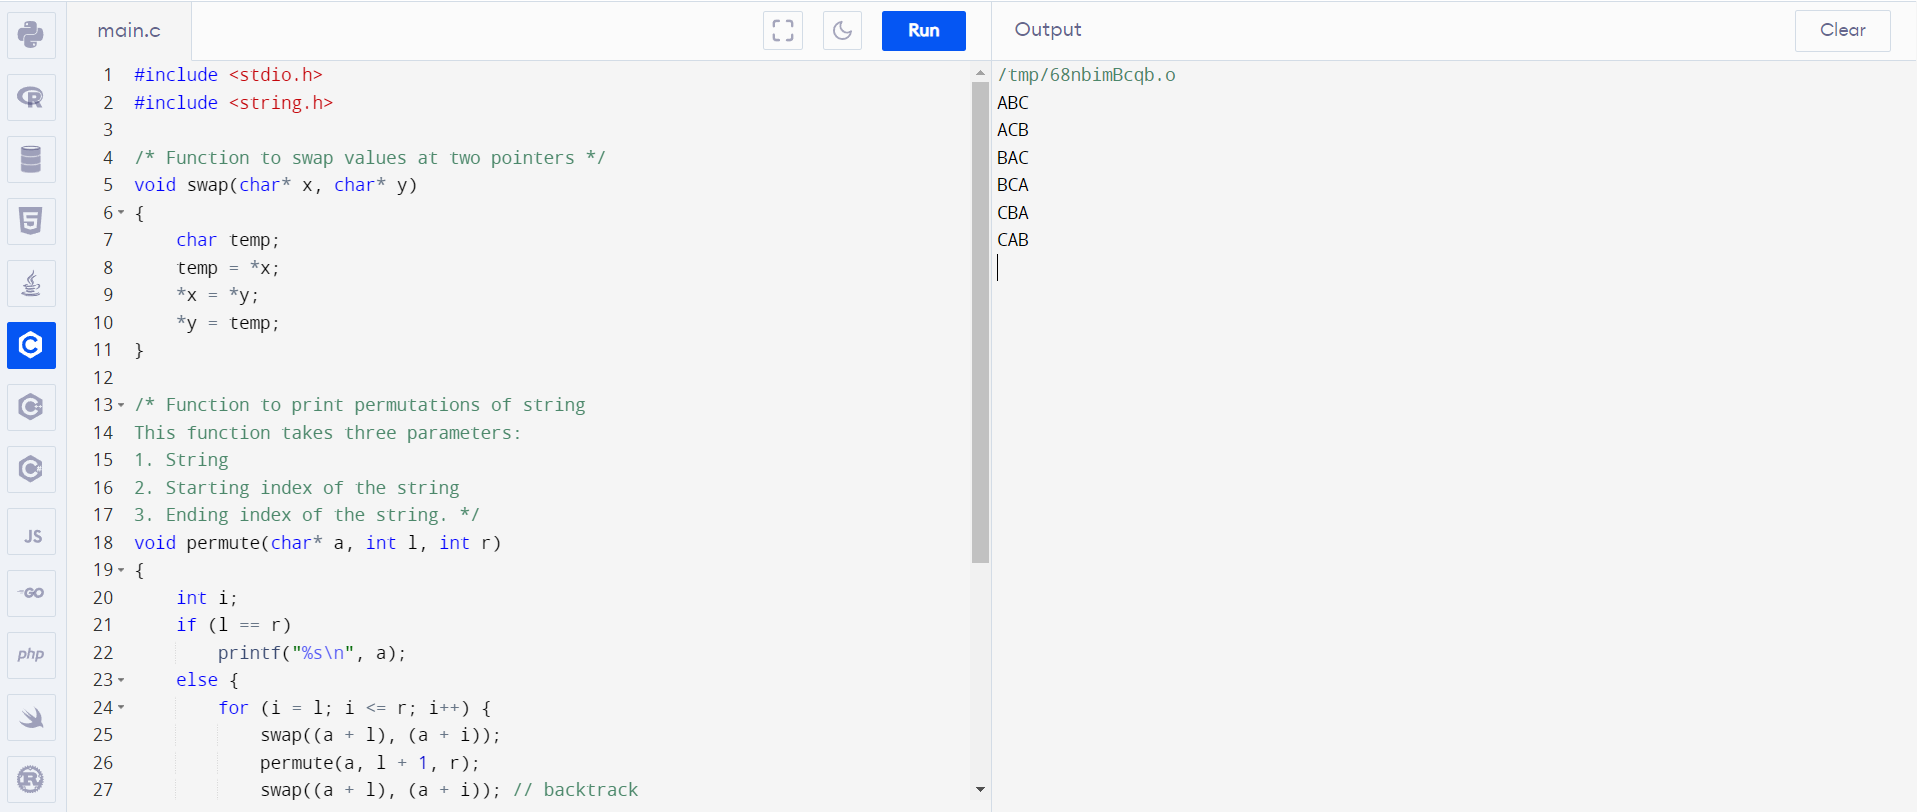 main.c
Run
Output
Clear
1 #include <stdio.h>
2 #include <string.h>
3
4 /* Function to swap values at two pointers */
5 void swap(char* x, char* y)
6 {
7     char temp;
8     temp = *x;
9     *x = *y;
10     *y = temp;
11 }
12
13 /* Function to print permutations of string
14 This function takes three parameters:
15 1. String
16 2. Starting index of the string
17 3. Ending index of the string. */
18 void permute(char* a, int l, int r)
19 {
20     int i;
21     if (l == r)
22         printf("%s\n", a);
23     else {
24         for (i = l; i <= r; i++) {
25             swap((a + l), (a + i));
26             permute(a, l + 1, r);
27             swap((a + l), (a + i)); // backtrack
/tmp/68nbimBcqb.o
ABC
ACB
BAC
BCA
CBA
CAB
R
5
C
C
C
JS
GO
php
R